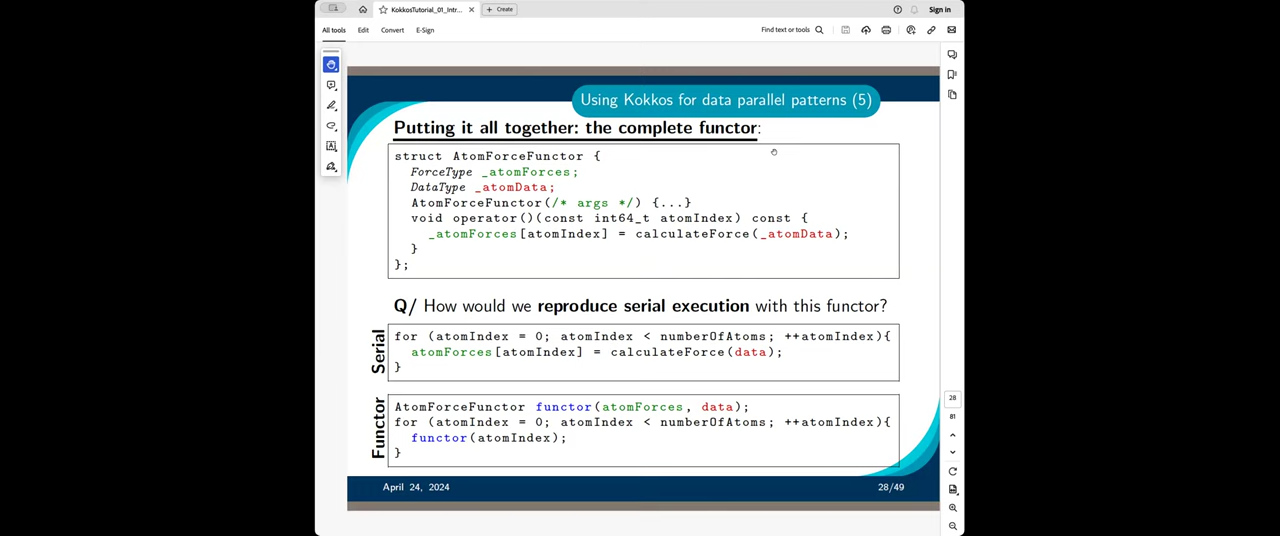 KokkosTutorial_01_Intr...
Create
Sign in
All tools
Edit
Convert
E-Sign
Find text or tools
Using Kokkos for data parallel patterns (5)
Putting it all together: the complete functor:
struct AtomForceFunctor {
ForceType _atomForces;
DataType _atomData;
AtomForceFunctor(/* args */) {...}
void operator()(const int64_t atomIndex) const {
_atomForces[atomIndex] = calculateForce(_atomData);
}
};
Q/ How would we reproduce serial execution with this functor?
Serial
for (atomIndex = 0; atomIndex < numberOfAtoms; ++atomIndex){
atomForces[atomIndex] = calculateForce(data);
}
Functor
AtomForceFunctor functor(atomForces, data);
for (atomIndex = 0; atomIndex < numberOfAtoms; ++atomIndex){
functor(atomIndex);
}
April 24, 2024
28/49
28
81